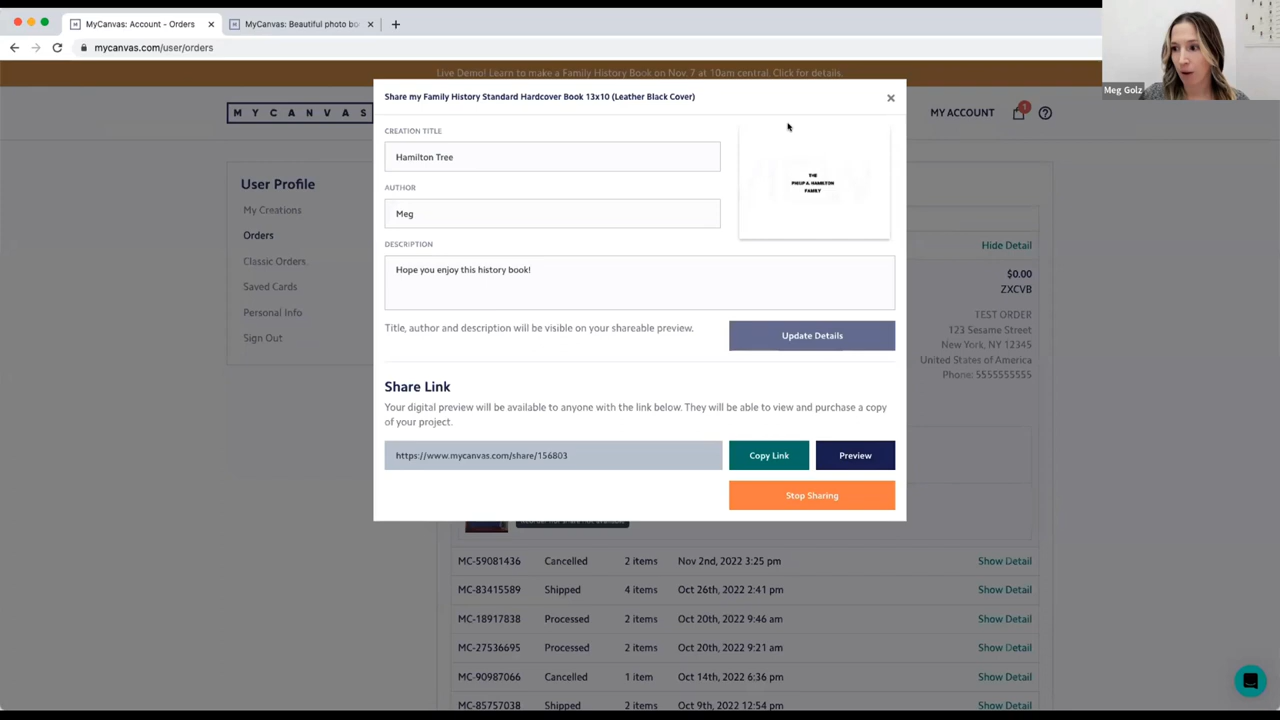 MyCanvas: Account - Orders
MyCanvas: Beautiful photo bo
mycanvas.com/user/orders
Meg Golz
Live Demo! Learn to make a Family History Book on Nov. 7 at 10am central. Click for details.
MYCANVAS
MY ACCOUNT
1
Share my Family History Standard Hardcover Book 13x10 (Leather Black Cover)
CREATION TITLE
Hamilton Tree
AUTHOR
Meg
DESCRIPTION
Hope you enjoy this history book!
THE
PHILIP A. HAMILTON
FAMILY
Title, author and description will be visible on your shareable preview.
Update Details
Share Link
Your digital preview will be available to anyone with the link below. They will be able to view and purchase a copy
of your project.
https://www.mycanvas.com/share/156803
Copy Link
Preview
Stop Sharing
User Profile
My Creations
Orders
Classic Orders
Saved Cards
Personal Info
Sign Out
Hide Detail
$0.00
ZXCVB
TEST ORDER
123 Sesame Street
New York, NY 12345
United States of America
Phone: 5555555555
MC-59081436 Cancelled 2 items Nov 2nd, 2022 3:25 pm Show Detail
MC-83415589 Shipped 4 items Oct 26th, 2022 2:41 pm Show Detail
MC-18917838 Processed 2 items Oct 20th, 2022 9:46 am Show Detail
MC-27536695 Processed 2 items Oct 20th, 2022 9:21 am Show Detail
MC-90987066 Cancelled 1 item Oct 14th, 2022 6:36 pm Show Detail
MC-85757038 Shipped 2 items Oct 9th, 2022 12:54 pm Show Detail